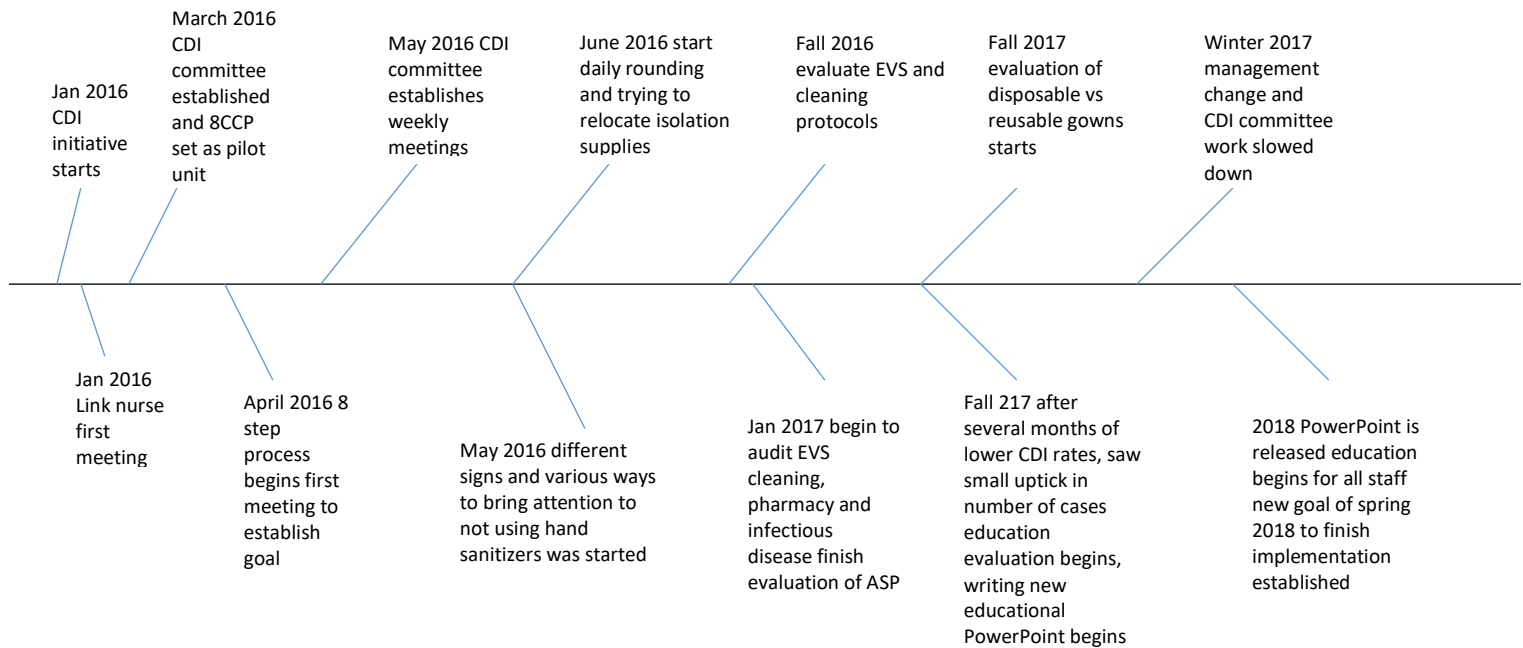 Jan 2016
CDI
initiative
starts
March 2016
CDI
committee
established
and 8CCP
set as pilot
unit
May 2016 CDI
committee
establishes
weekly
meetings
June 2016 start
daily rounding
and trying to
relocate isolation
supplies
Fall 2016
evaluate EVS and
cleaning
protocols
Fall 2017
evaluation of
disposable vs
reusable gowns
starts
Winter 2017
management
change and
CDI committee
work slowed
down
Jan 2016
Link nurse
first
meeting
April 2016 8
step
process
begins first
meeting to
establish
goal
May 2016 different
signs and various ways
to bring attention to
not using hand
sanitizers was started
Jan 2017 begin to
audit EVS
cleaning,
pharmacy and
infectious
disease finish
evaluation of ASP
Fall 217 after
several months of
lower CDI rates, saw
small uptick in
number of cases
education
evaluation begins,
writing new
educational
PowerPoint begins
2018 PowerPoint is
released education
begins for all staff
new goal of spring
2018 to finish
implementation
established